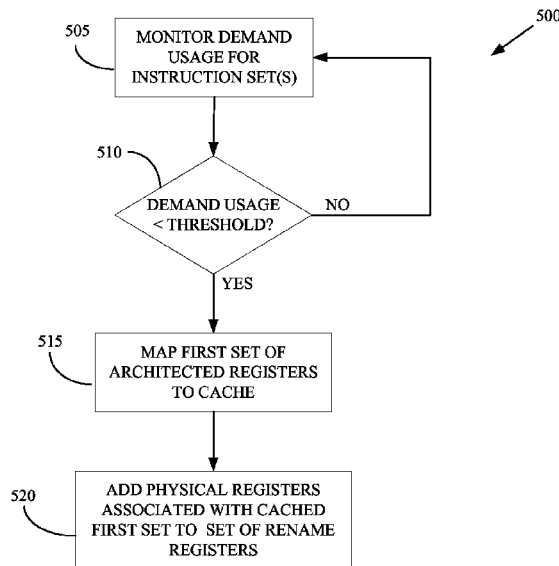 500
505
MONITOR DEMAND
USAGE FOR
INSTRUCTION SET(S)
510
DEMAND USAGE
< THRESHOLD?
NO
YES
515
MAP FIRST SET OF
ARCHITECTED REGISTERS
TO CACHE
520
ADD PHYSICAL REGISTERS
ASSOCIATED WITH CACHED
FIRST SET TO SET OF RENAME
REGISTERS